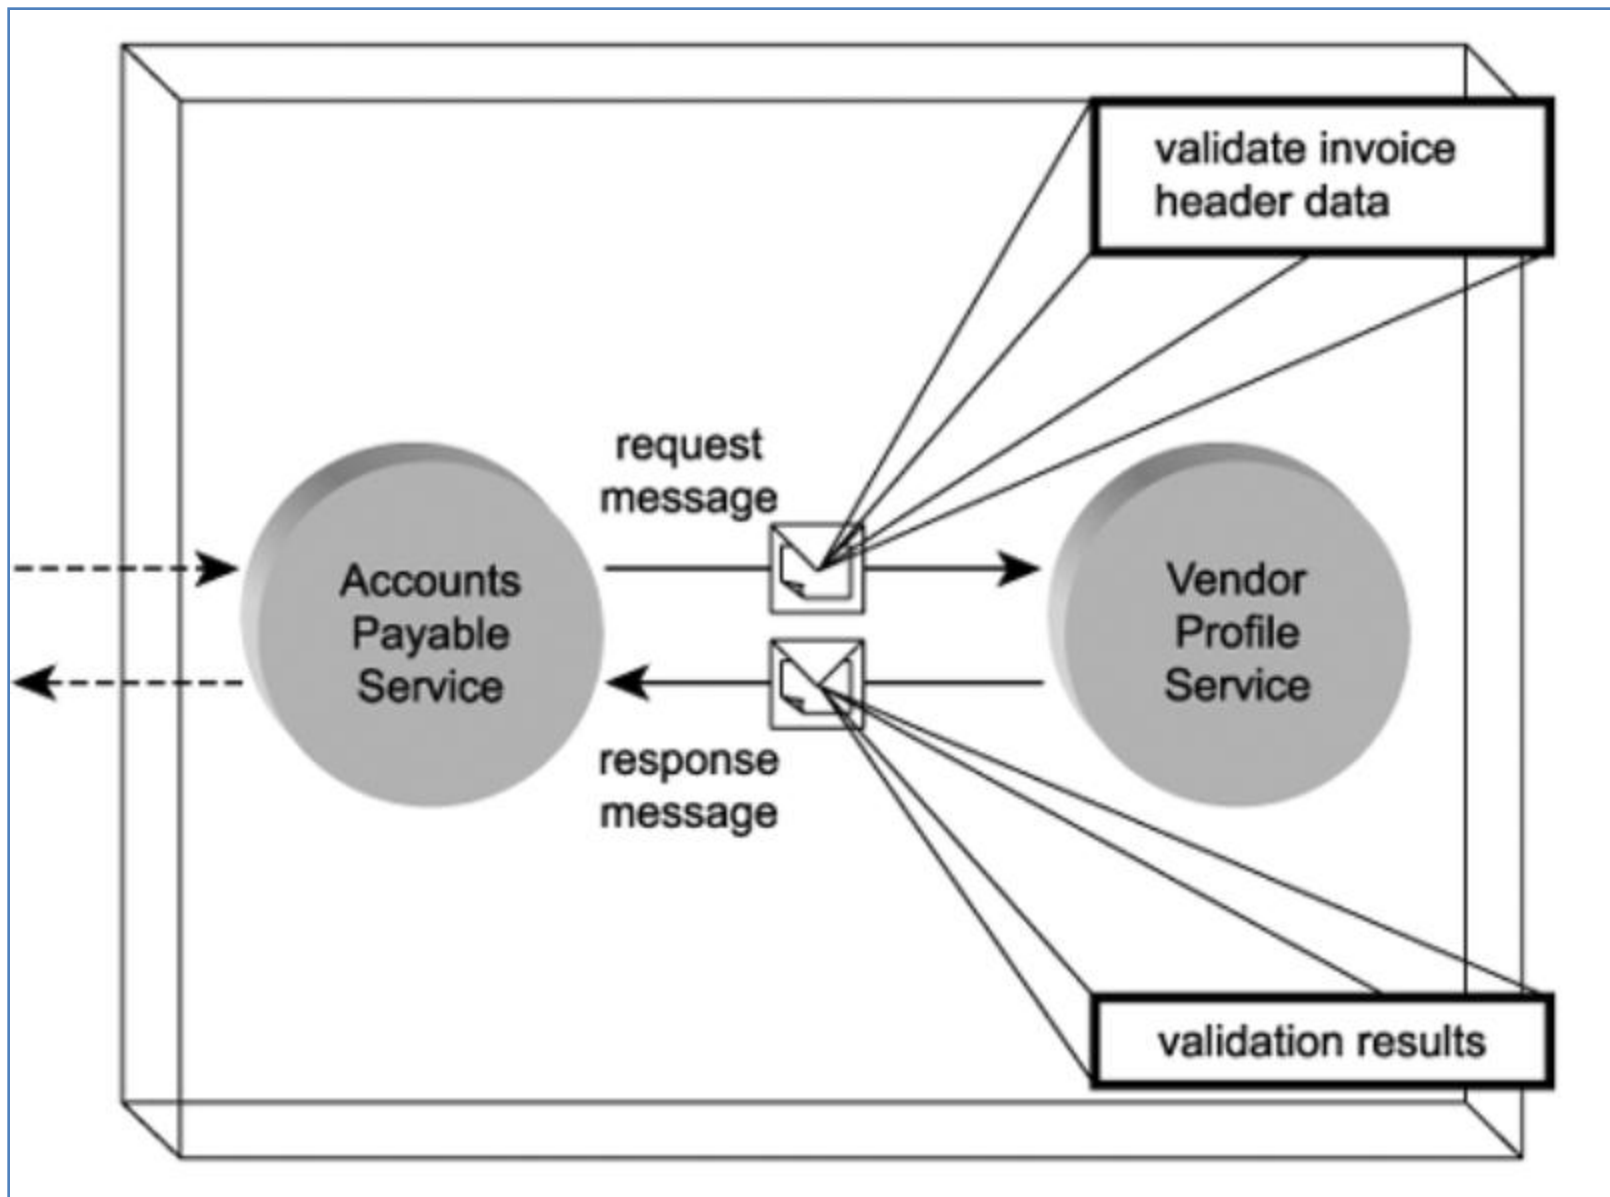 validate invoice
header data
request
message
Accounts
Payable
Service
Vendor
Profile
Service
response
message
validation results